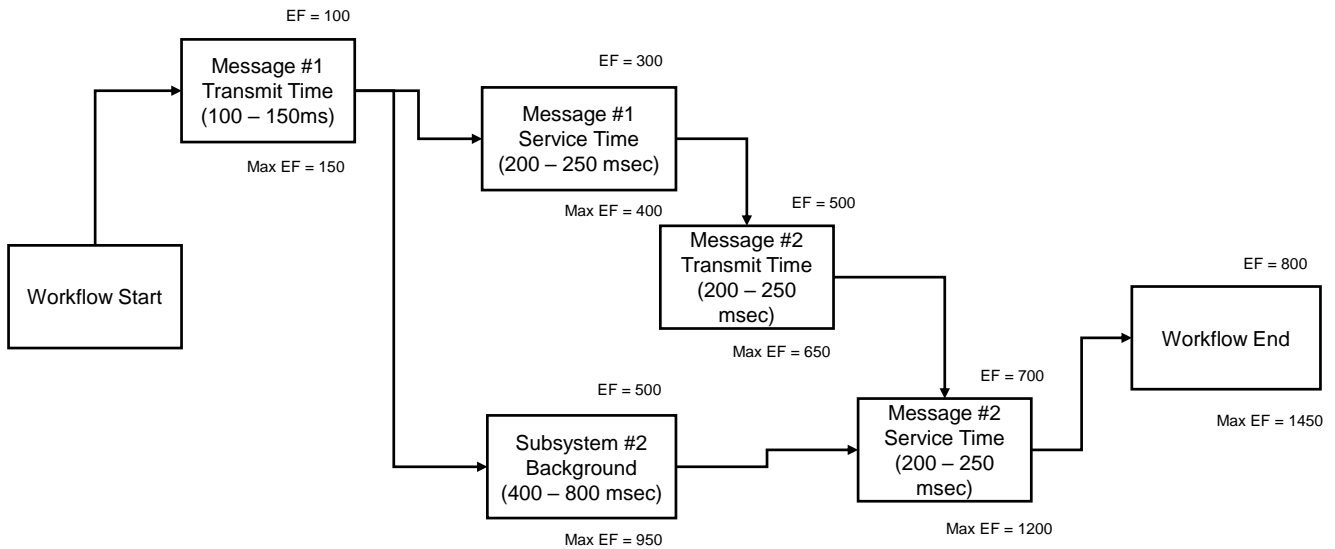 EF = 100
Message #1
Transmit Time
(100 – 150ms)
Max EF = 150
EF = 300
Message #1
Service Time
(200 – 250 msec)
Max EF = 400
EF = 500
Message #2
Transmit Time
(200 – 250
msec)
Max EF = 650
Workflow Start
EF = 800
Workflow End
Max EF = 1450
EF = 500
Subsystem #2
Background
(400 – 800 msec)
Max EF = 950
EF = 700
Message #2
Service Time
(200 – 250
msec)
Max EF = 1200